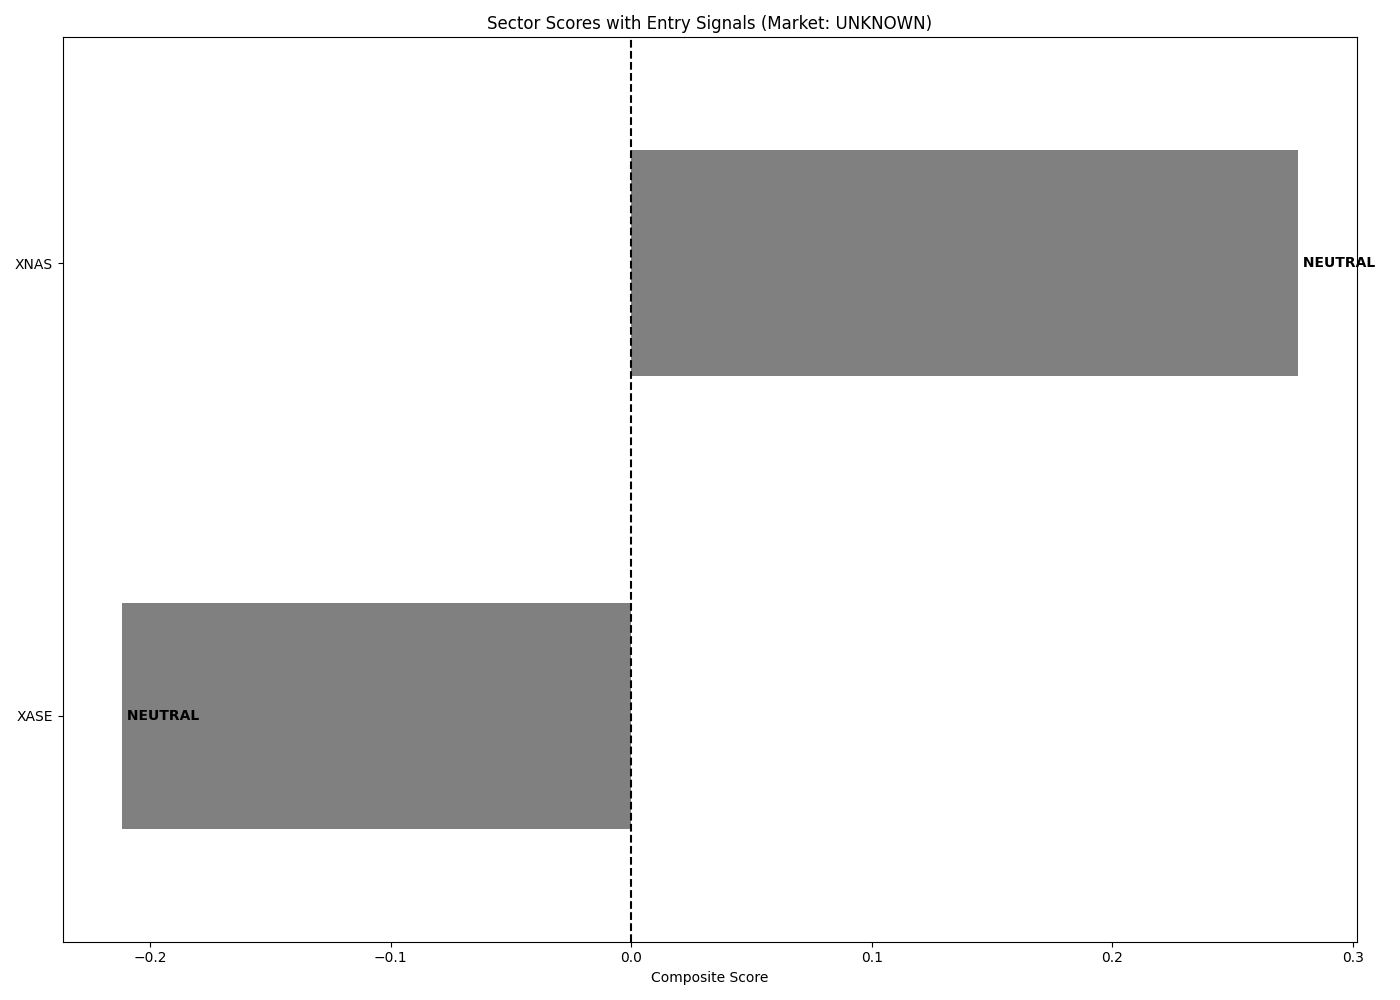 Sector Scores with Entry Signals (Market: UNKNOWN)
XNAS
NEUTRAL
XASE
NEUTRAL
−0.2
−0.1
0.0
0.1
0.2
0.3
Composite Score